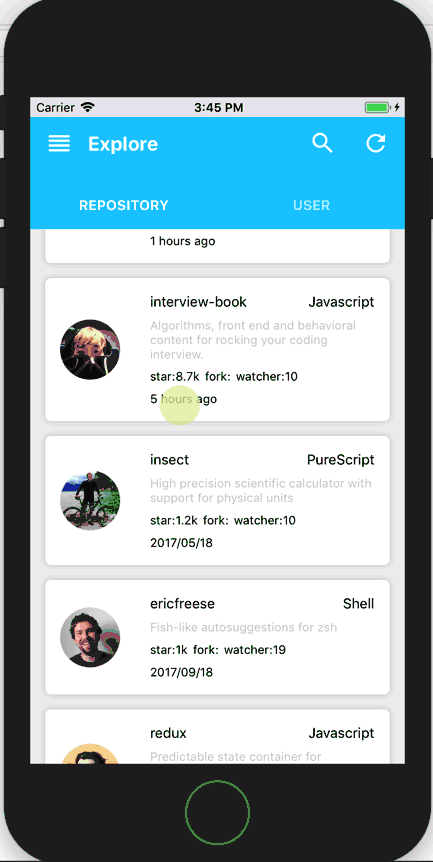 Carrier 3:45 PM
Explore
REPOSITORY USER
1 hours ago
interview-book Javascript
Algorithms, front end and behavioral
content for rocking your coding
interview.
star:8.7k fork: watcher:10
5 hours ago
insect PureScript
High precision scientific calculator with
support for physical units
star:1.2k fork: watcher:10
2017/05/18
ericfreese Shell
Fish-like autosuggestions for zsh
star:1k fork: watcher:19
2017/09/18
redux Javascript
Predictable state container for